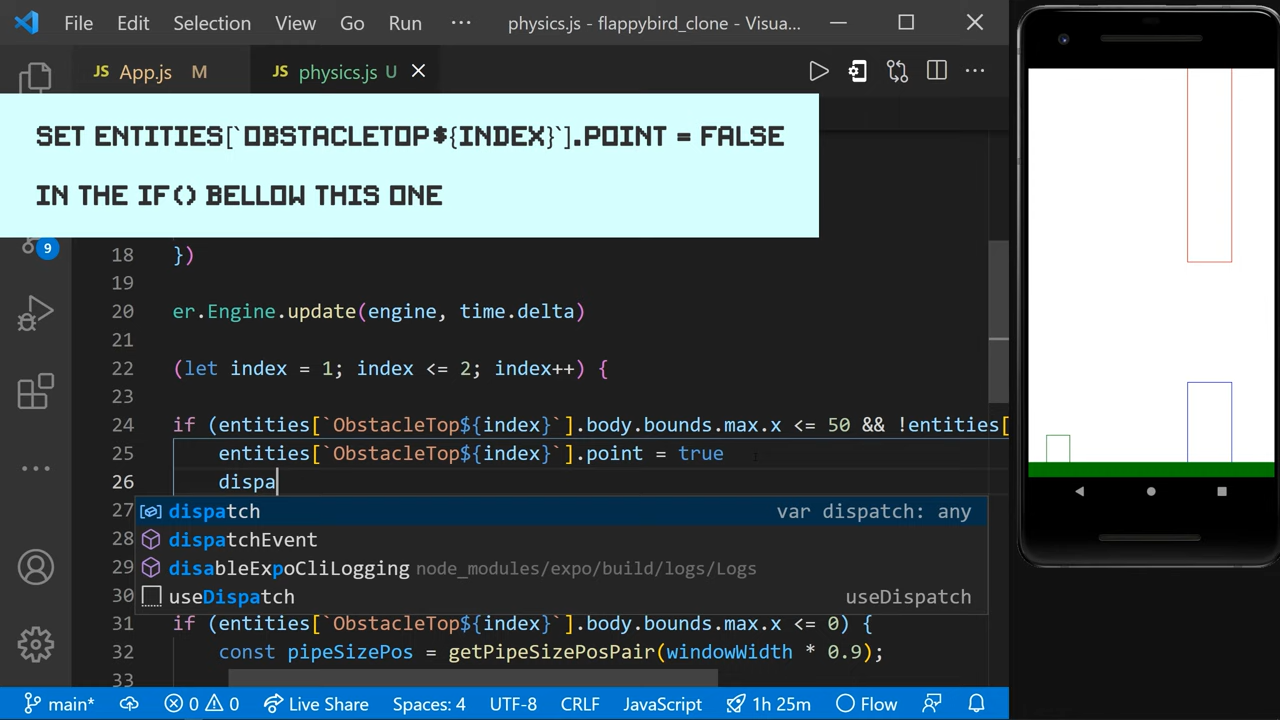 File Edit Selection View Go Run ··· physics.js - flappybird_clone - Visua...
JS App.js M JS physics.js U
SET ENTITIES[`OBSTACLETOP${INDEX}`].POINT = FALSE
IN THE IF() BELLOW THIS ONE
18 })
19
20 er.Engine.update(engine, time.delta)
21
22 (let index = 1; index <= 2; index++) {
23
24 if (entities[`ObstacleTop${index}`].body.bounds.max.x <= 50 && !entities[
25 entities[`ObstacleTop${index}`].point = true
26 dispa
27 dispatch var dispatch: any
28 dispatchEvent
29 disableExpoCliLogging node_modules/expo/build/logs/Logs
30 useDispatch useDispatch
31 if (entities[`ObstacleTop${index}`].body.bounds.max.x <= 0) {
32 const pipeSizePos = getPipeSizePosPair(windowWidth * 0.9);
33
9
main* 0 0 Live Share Spaces: 4 UTF-8 CRLF JavaScript 1h 25m Flow